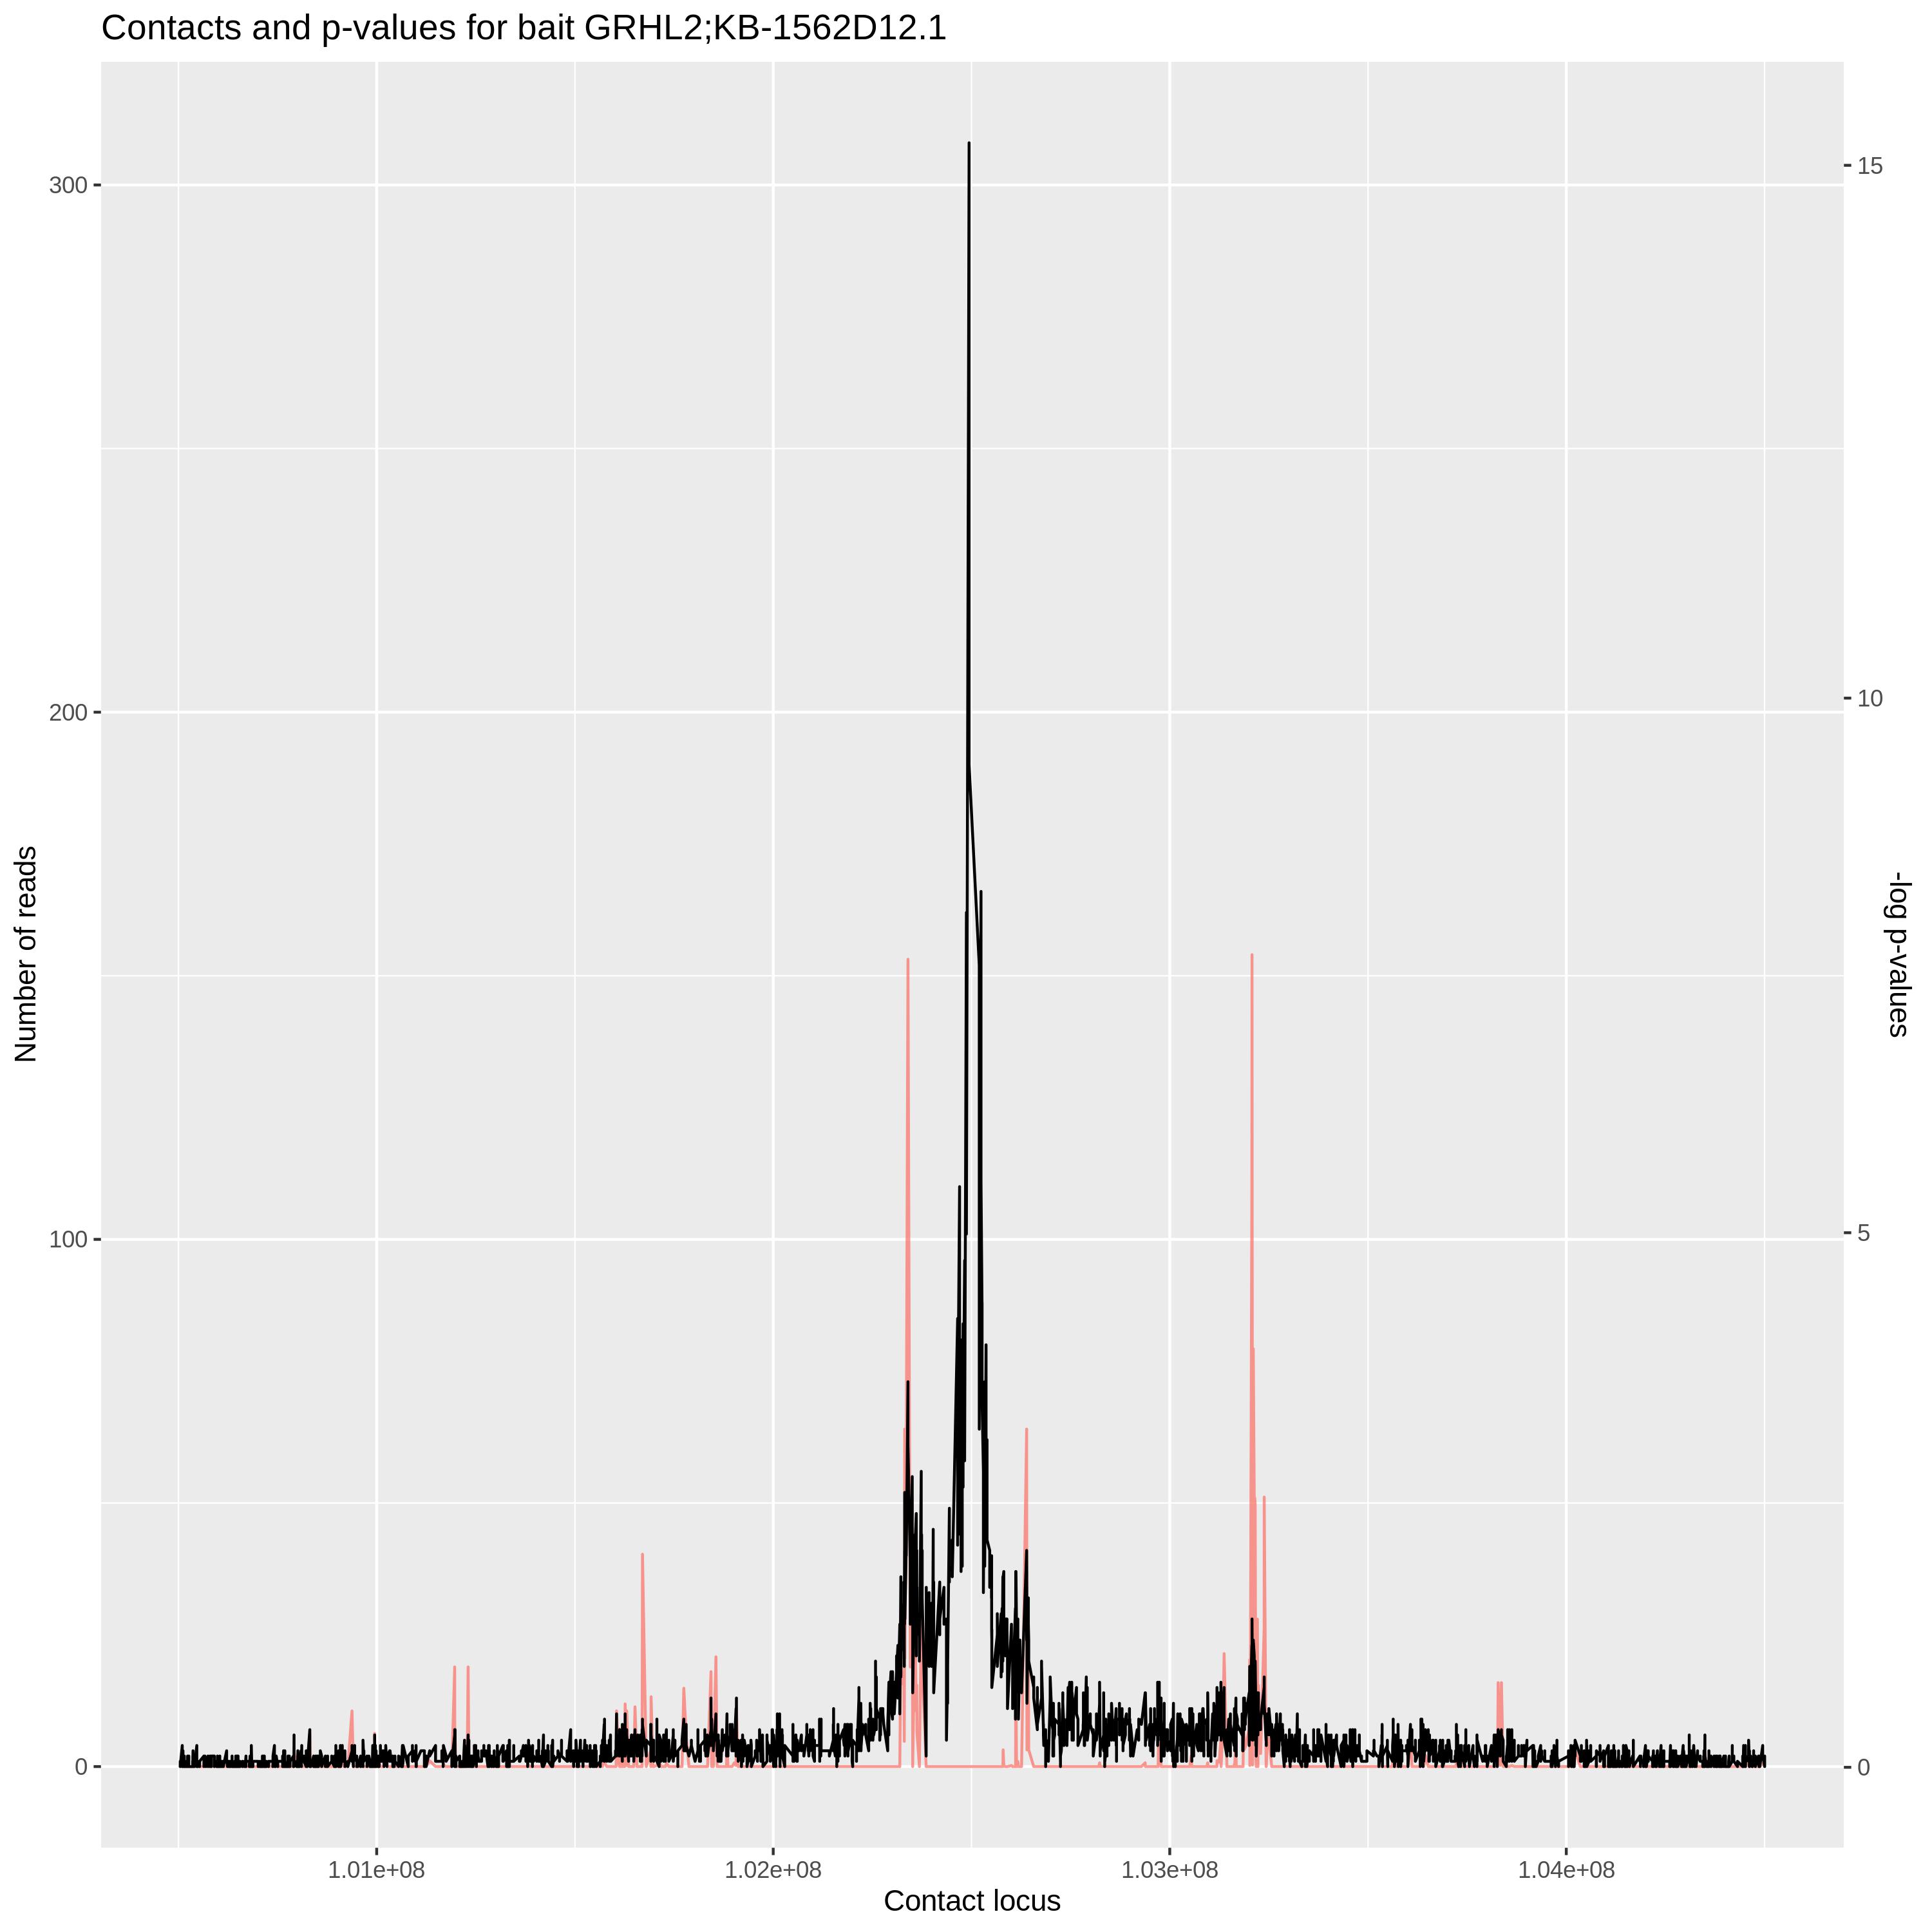 Contacts and p-values for bait GRHL2;KB-1562D12.1
300
200
100
0
Number of reads
15
10
5
0
-log p-values
1.01e+08
1.02e+08
1.03e+08
1.04e+08
Contact locus